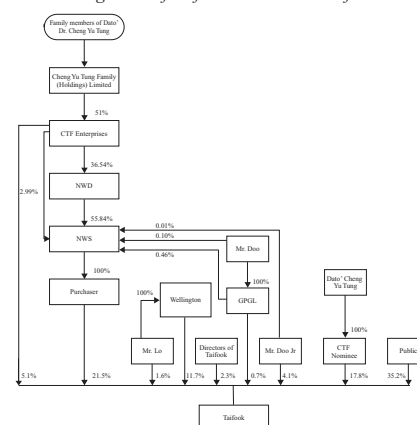 Family members of Dato'
Dr. Cheng Yu Tung
Cheng Yu Tung Family
(Holdings) Limited
51%
CTF Enterprises
2.99%
36.54%
NWD
55.84%
0.01%
0.10%
NWS
Mr. Doo
0.46%
100%
100%
Purchaser
100%
Wellington
GPGL
Dato' Cheng
Yu Tung
100%
Mr. Lo
Directors of
Taifook
Mr. Doo Jr
CTF
Nominee
Public
5.1%
21.5%
1.6%
11.7%
2.3%
0.7%
4.1%
17.8%
35.2%
Taifook